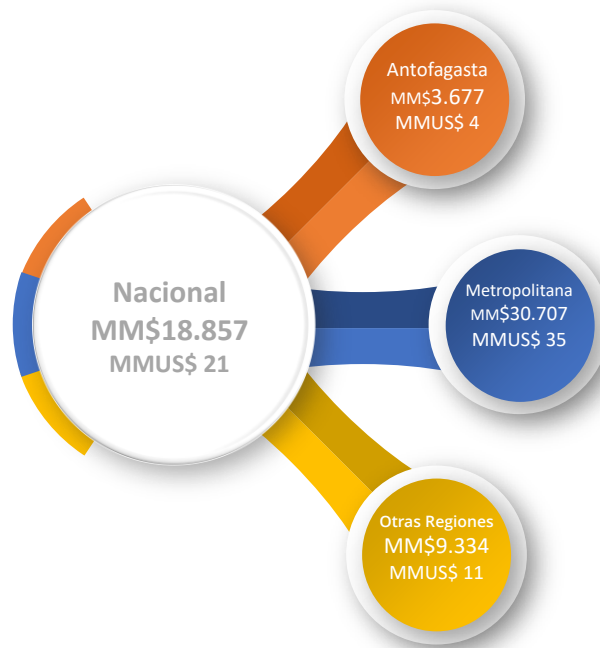 Antofagasta
MM$3.677
MMUS$ 4
Nacional
MM$18.857
MMUS$ 21
Metropolitana
MM$30.707
MMUS$ 35
Otras Regiones
MM$9.334
MMUS$ 11